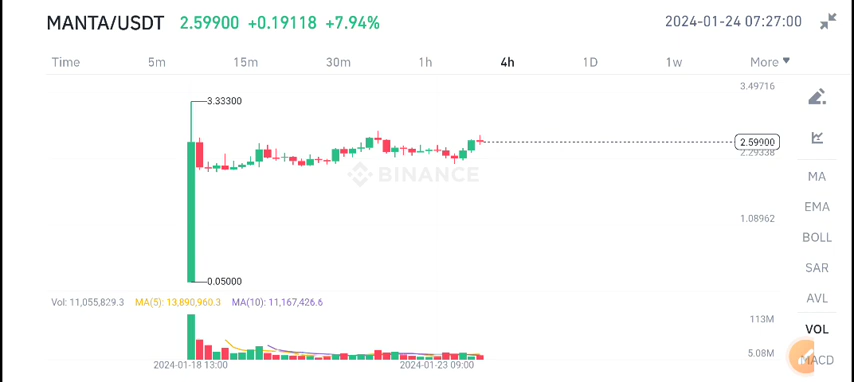 MANTA/USDT 2.59900 +0.19118 +7.94% 2024-01-24 07:27:00
Time 5m 15m 30m 1h 4h 1D 1w More
3.49716
3.33300
2.59900
2.29338
MA
BINANCE
EMA
1.08962
BOLL
SAR
0.05000
Vol: 11,055,829.3 MA(5): 13,890,960.3 MA(10): 11,167,426.6
AVL
113M
VOL
5.08M
MACD
2024-01-18 13:00 2024-01-23 09:00